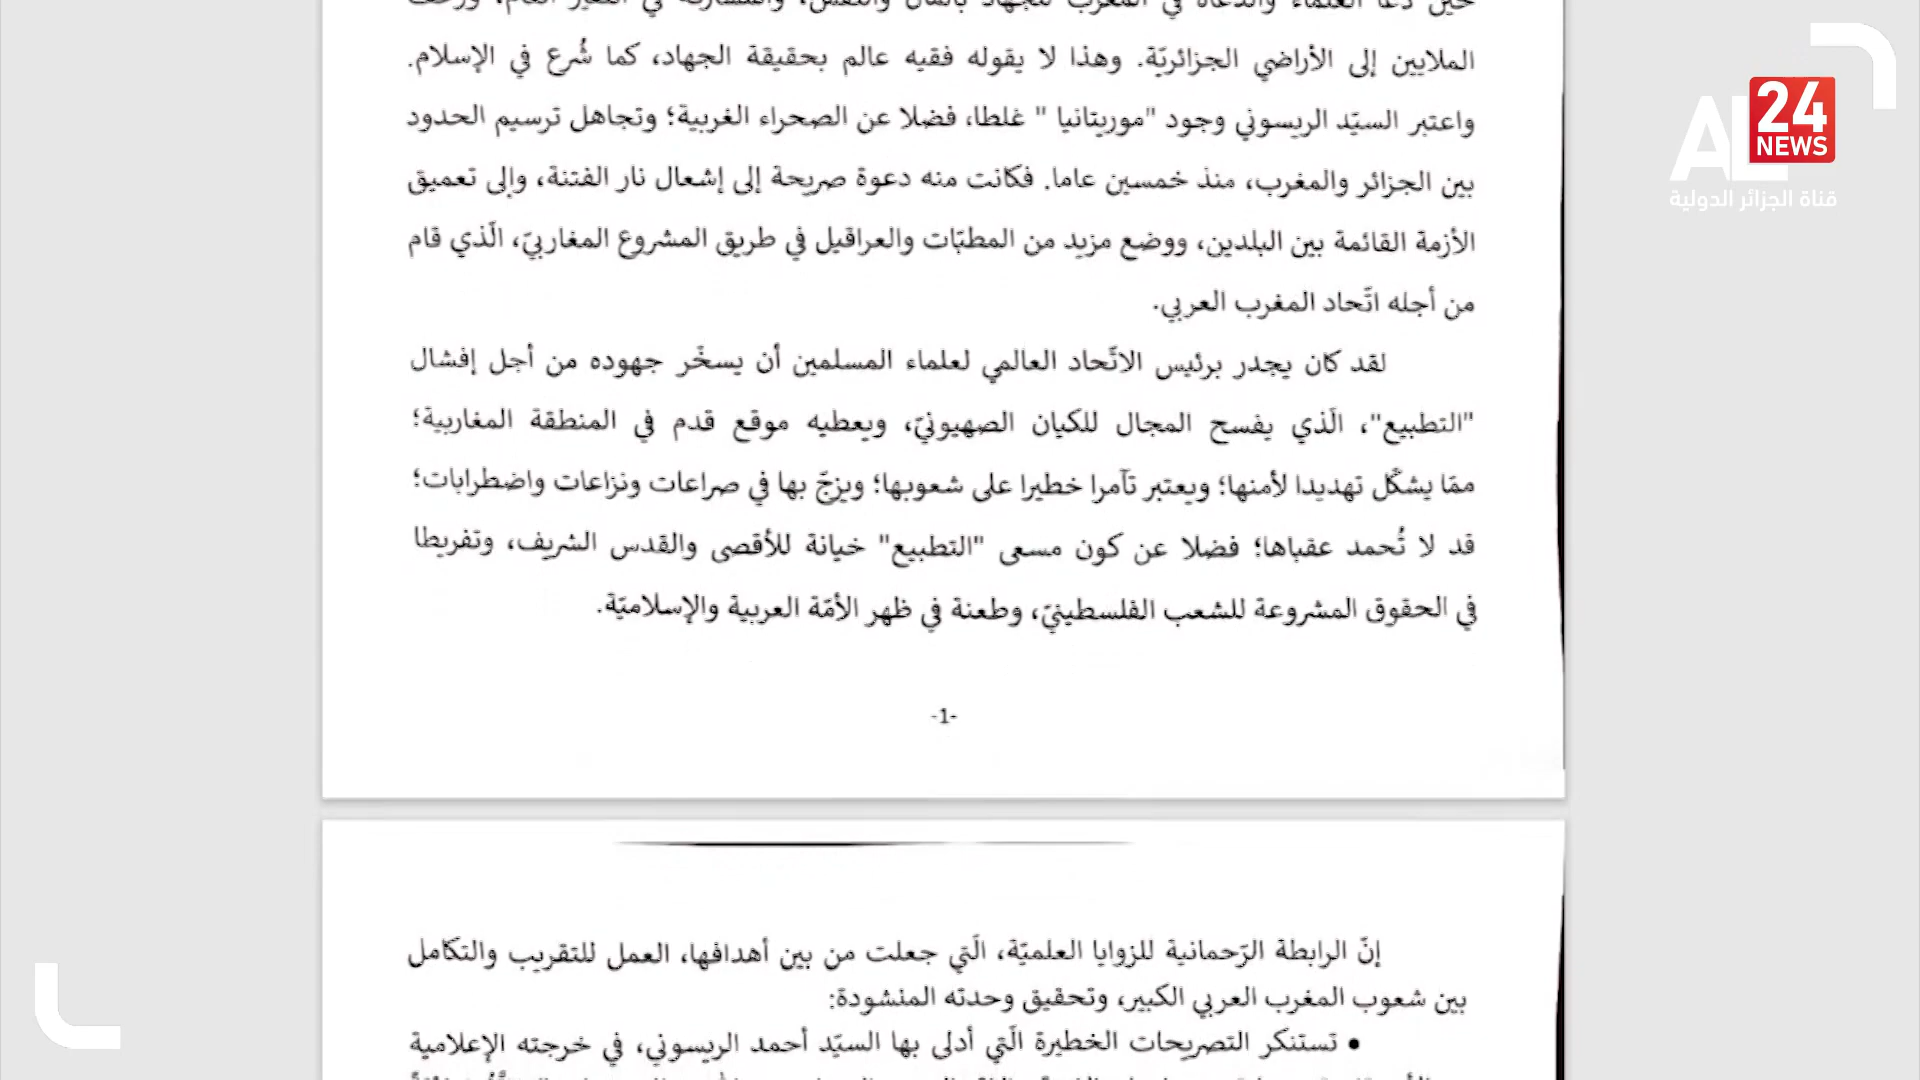 الملايين إلى الأراضي الجزائريّة. وهذا لا يقوله فقيه عالم بحقيقة الجهاد، كما شُرع في الإسلام.
واعتبر السيّد الريسوني وجود "موريتانيا " غلطا، فضلا عن الصحراء الغربية؛ وتجاهل ترسيم الحدود
بين الجزائر والمغرب، منذ خمسين عاما. فكانت منه دعوة صريحة إلى إشعال نار الفتنة، وإلى تعميق
الأزمة القائمة بين البلدين، ووضع مزيد من المطبّات والعراقيل في طريق المشروع المغاربيّ، الّذي قام
من أجله اتّحاد المغرب العربي.
لقد كان يجدر برئيس الاتّحاد العالمي لعلماء المسلمين أن يسخّر جهوده من أجل إفشال
"التطبيع"، الّذي يفسح المجال للكيان الصهيونيّ، ويعطيه موقع قدم في المنطقة المغاربية؛
ممّا يشكّل تهديدا لأمنها؛ ويعتبر تآمرا خطيرا على شعوبها؛ ويزجّ بها في صراعات ونزاعات واضطرابات؛
قد لا تُحمد عقباها؛ فضلا عن كون مسعى "التطبيع" خيانة للأقصى والقدس الشريف، وتفريطا
في الحقوق المشروعة للشعب الفلسطينيّ، وطعنة في ظهر الأمّة العربية والإسلاميّة.
-1-
إنّ الرابطة الرّحمانية للزوايا العلميّة، الّتي جعلت من بين أهدافها، العمل للتقريب والتكامل
بين شعوب المغرب العربي الكبير، وتحقيق وحدته المنشودة:
• تستنكر التصريحات الخطيرة الّتي أدلى بها السيّد أحمد الريسوني، في خرجته الإعلامية
AL 24
NEWS
قناة الجزائر الدولية